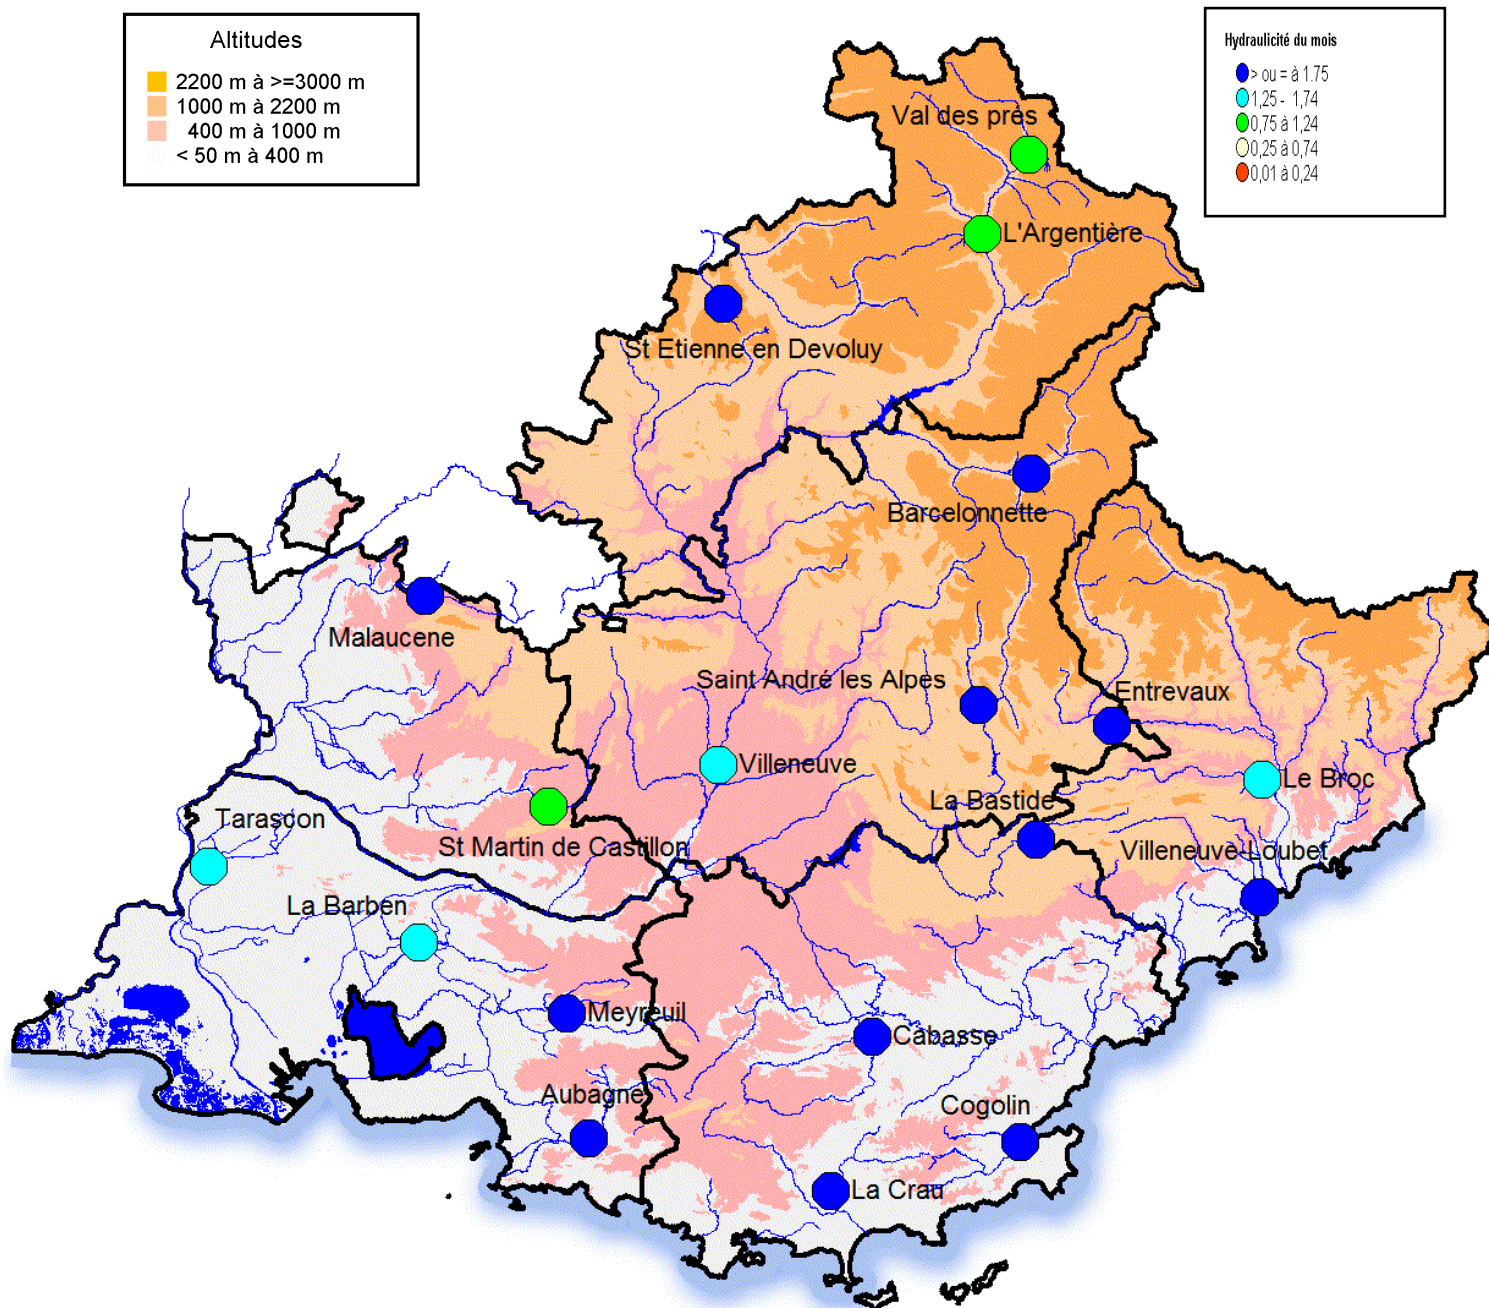 Altitudes
2200 m à >=3000 m
1000 m à 2200 m
400 m à 1000 m
< 50 m à 400 m
Hydraulicité du mois
> ou = à 1.75
1,25 - 1,74
0,75 à 1,24
0,25 à 0,74
0,01 à 0,24
Val des près
L'Argentière
St Etienne en Devoluy
Barcelonnette
Malaucene
Saint André les Alpes
Entrevaux
Villeneuve
Le Broc
La Bastide
Tarascon
St Martin de Castillon
Villeneuve-Loubet
La Barben
Meyreuil
Cabasse
Aubagne
Cogolin
La Crau